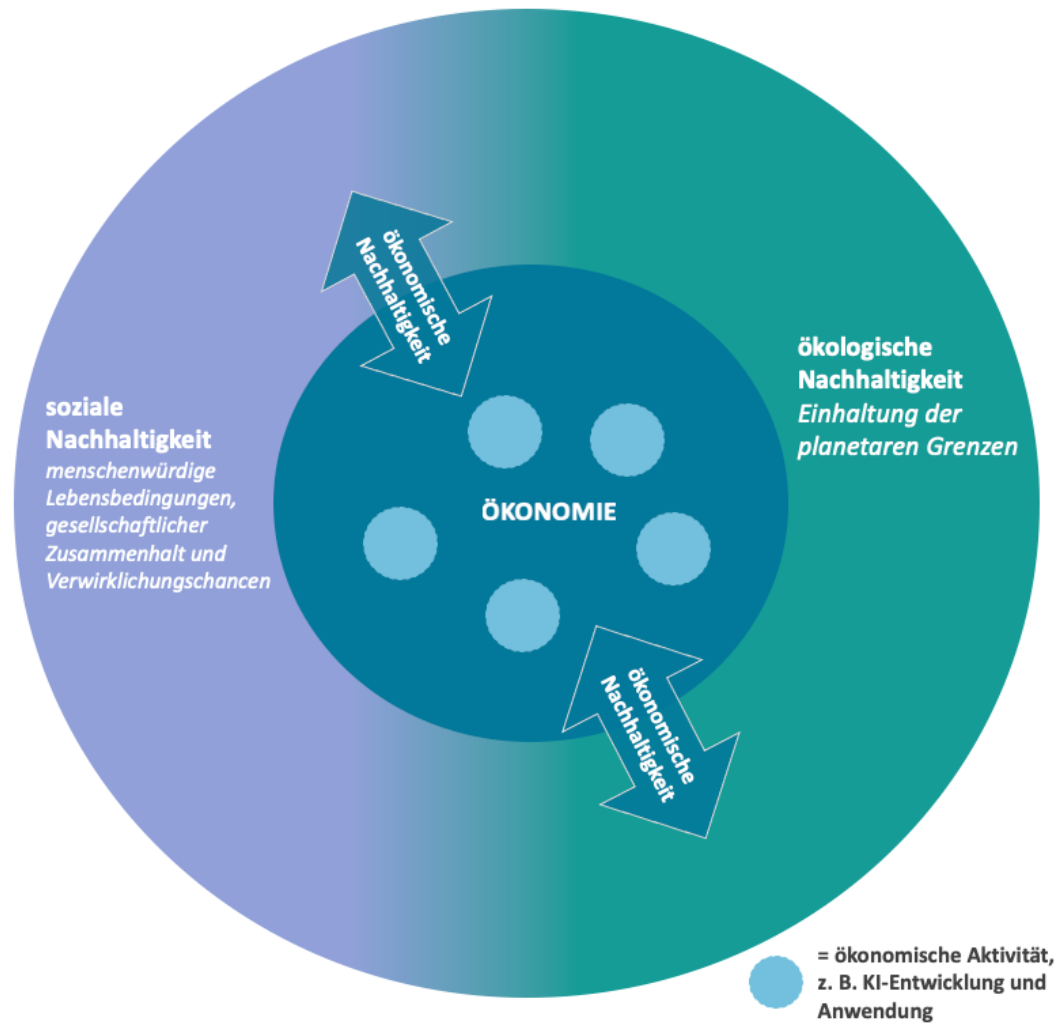 ökonomische
Nachhaltigkeit
soziale
Nachhaltigkeit
menschenwürdige
Lebensbedingungen,
gesellschaftlicher
Zusammenhalt und
Verwirklichungschancen
ökologische
Nachhaltigkeit
Einhaltung der
planetaren Grenzen
ÖKONOMIE
ökonomische
Nachhaltigkeit
= ökonomische Aktivität,
z. B. KI-Entwicklung und
Anwendung